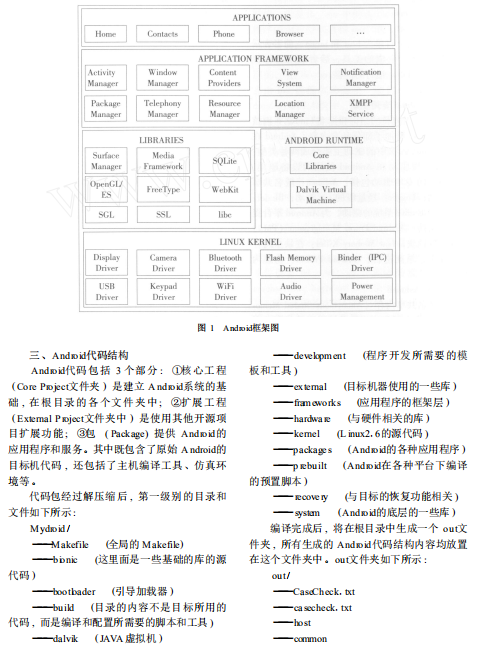 APPLICATIONS
Home
Contacts
Phone
Browser
…
APPLICATION FRAMEWORK
Activity
Manager
Window
Manager
Content
Providers
View
System
Notification
Manager
Package
Manager
Telephony
Manager
Resource
Manager
Location
Manager
XMPP
Service
LIBRARIES
Surface
Manager
Media
Framework
SQLite
OpenGL/
ES
FreeType
WebKit
SGL
SSL
libc
ANDROID RUNTIME
Core
Libraries
Dalvik Virtual
Machine
LINUX KERNEL
Display
Driver
Camera
Driver
Bluetooth
Driver
Flash Memory
Driver
Binder (IPC)
Driver
USB
Driver
Keypad
Driver
WiFi
Driver
Audio
Driver
Power
Management
图 1 Android框架图
三、Android代码结构
Android代码包括 3个部分: ①核心工程
(Core Project文件夹) 是建立 Android系统的基
础, 在根目录的各个文件夹中; ②扩展工程
(External Project文件夹中) 是使用其他开源项
目扩展功能; ③包 (Package) 提供 Android的
应用程序和服务。其中既包含了原始 Android的
目标机代码, 还包括了主机编译工具、仿真环
境等。
代码包经过解压缩后, 第一级别的目录和
文件如下所示:
Mydroid/
——Makefile (全局的 Makefile)
——bionic (这里面是一些基础的库的源
代码)
——bootloader (引导加载器)
——build (目录的内容不是目标所用的
代码, 而是编译和配置所需要的脚本和工具)
——dalvik (JAVA虚拟机)
——development (程序开发所需要的模
板和工具)
——external (目标机器使用的一些库)
——frameworks (应用程序的框架层)
——hardware (与硬件相关的库)
——kernel (Linux2.6的源代码)
——packages (Android的各种应用程序)
——prebuilt (Android在各种平台下编译
的预置脚本)
——recovery (与目标的恢复功能相关)
——system (Android的底层的一些库)
编译完成后, 将在根目录中生成一个 out文
件夹, 所有生成的 Android代码结构内容均放置
在这个文件夹中。out文件夹如下所示:
out/
——CaseCheck.txt
——casecheck.txt
——host
——common